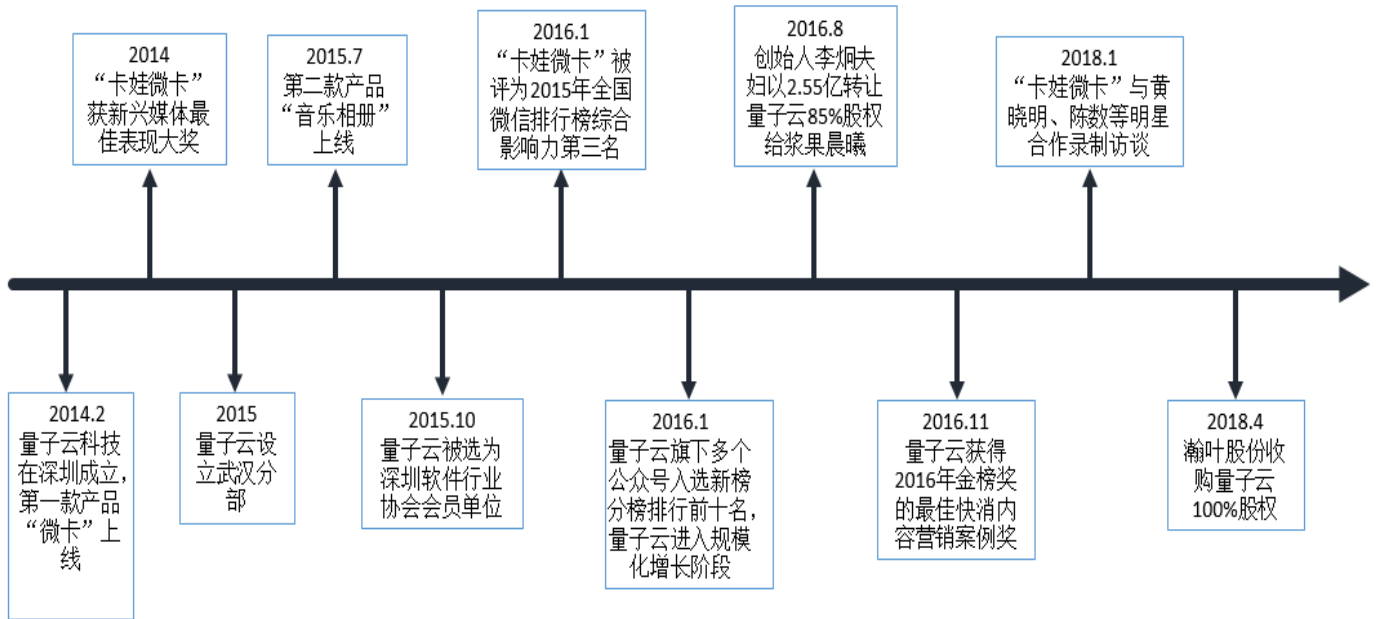 2014
“卡娃微卡”
获新兴媒体最
佳表现大奖
2015.7
第二款产品
“音乐相册”
上线
2016.1
“卡娃微卡”被
评为2015年全国
微信排行榜综合
影响力第三名
2016.8
创始人李炯夫
妇以2.55亿转让
量子云85%股权
给浆果晨曦
2018.1
“卡娃微卡”与黄
晓明、陈数等明星
合作录制访谈
2014.2
量子云科技
在深圳成立，
第一款产品
“微卡”上
线
2015
量子云设
立武汉分
部
2015.10
量子云被选为
深圳软件行业
协会会员单位
2016.1
量子云旗下多个
公众号入选新榜
分榜排行前十名，
量子云进入规模
化增长阶段
2016.11
量子云获得
2016年金榜奖
的最佳快消内
容营销案例奖
2018.4
瀚叶股份收
购量子云
100%股权